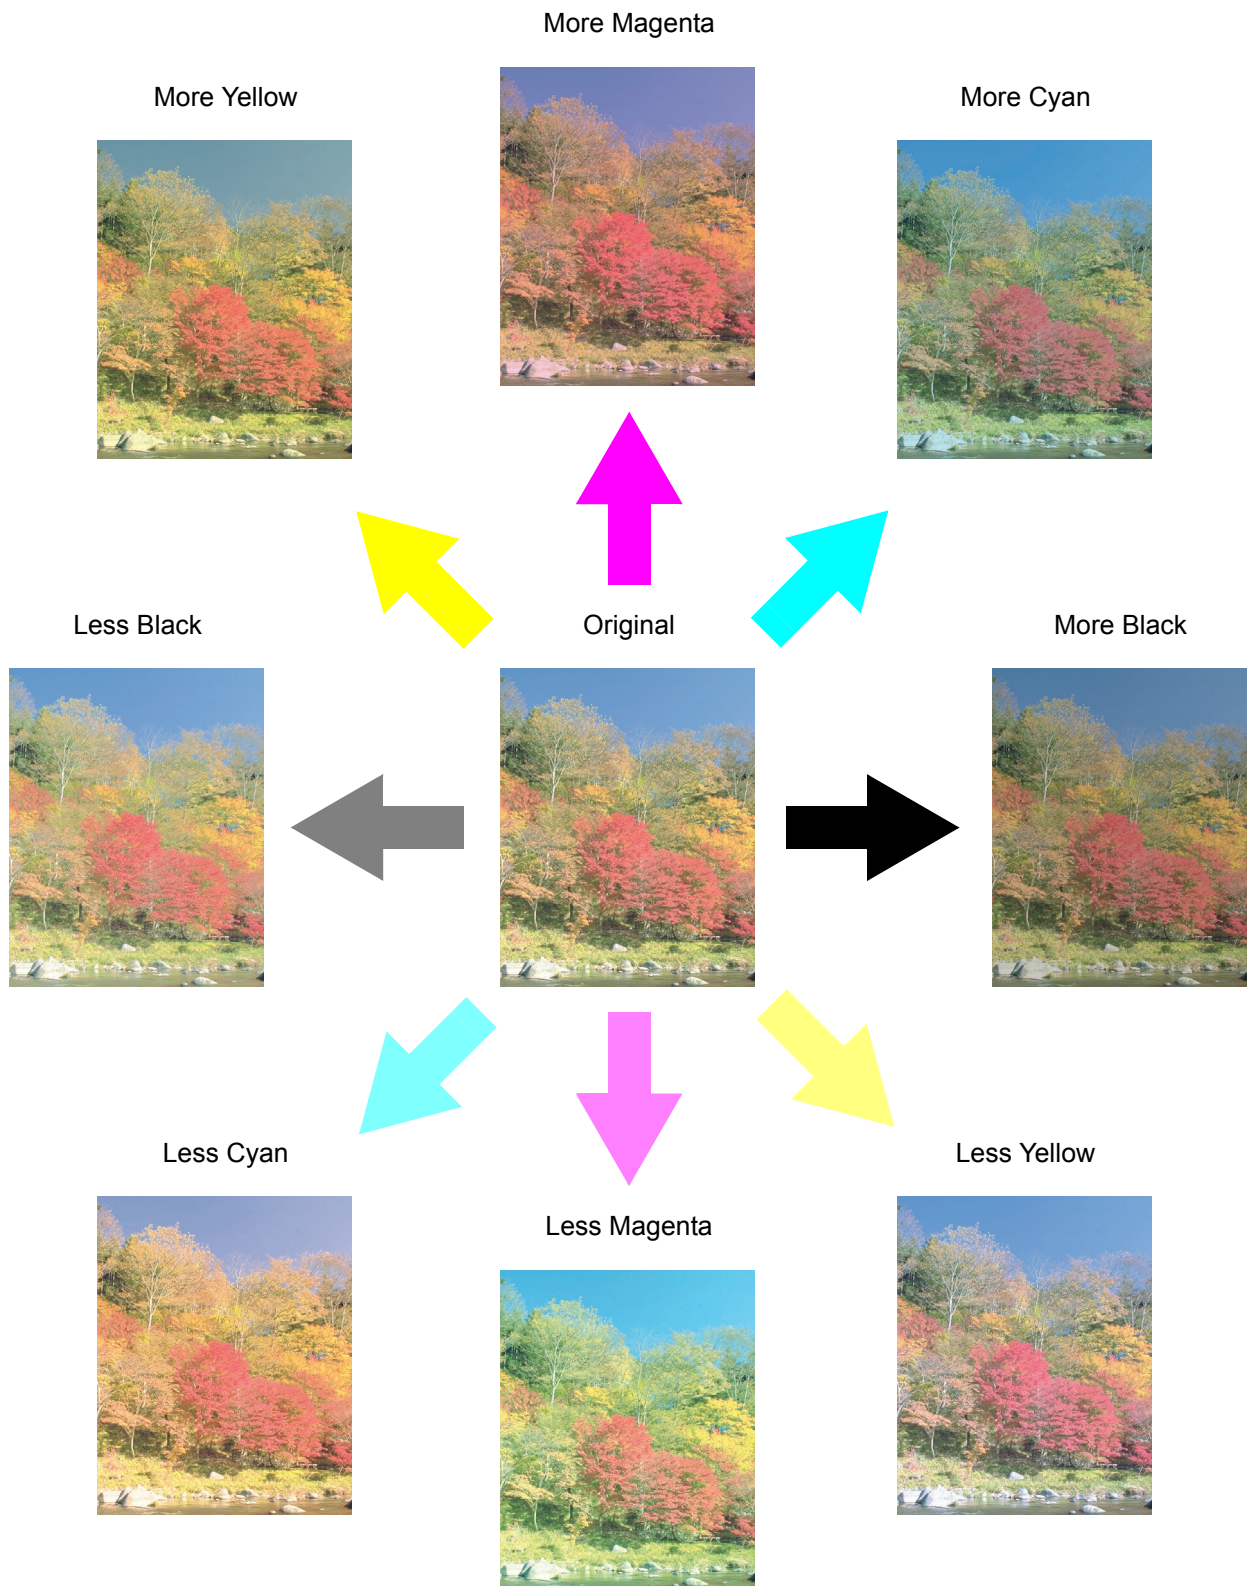 More Magenta
More Yellow
More Cyan
Less Black
Original
More Black
Less Cyan
Less Yellow
Less Magenta